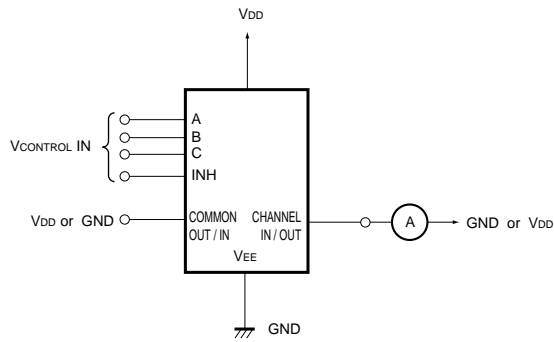 VDD
VCONTROL IN
A
B
C
INH
VDD or GND
COMMON
OUT / IN
CHANNEL
IN / OUT
A
GND or VDD
VEE
GND